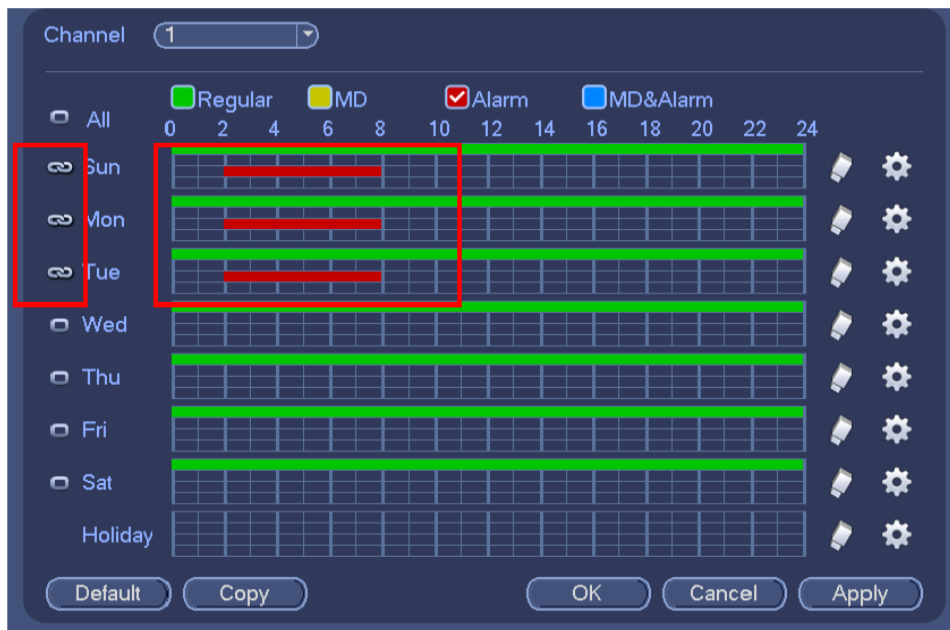 Channel 1
Regular MD Alarm MD&Alarm
All
0 2 4 6 8 10 12 14 16 18 20 22 24
Sun
Mon
Tue
Wed
Thu
Fri
Sat
Holiday
Default Copy OK Cancel Apply